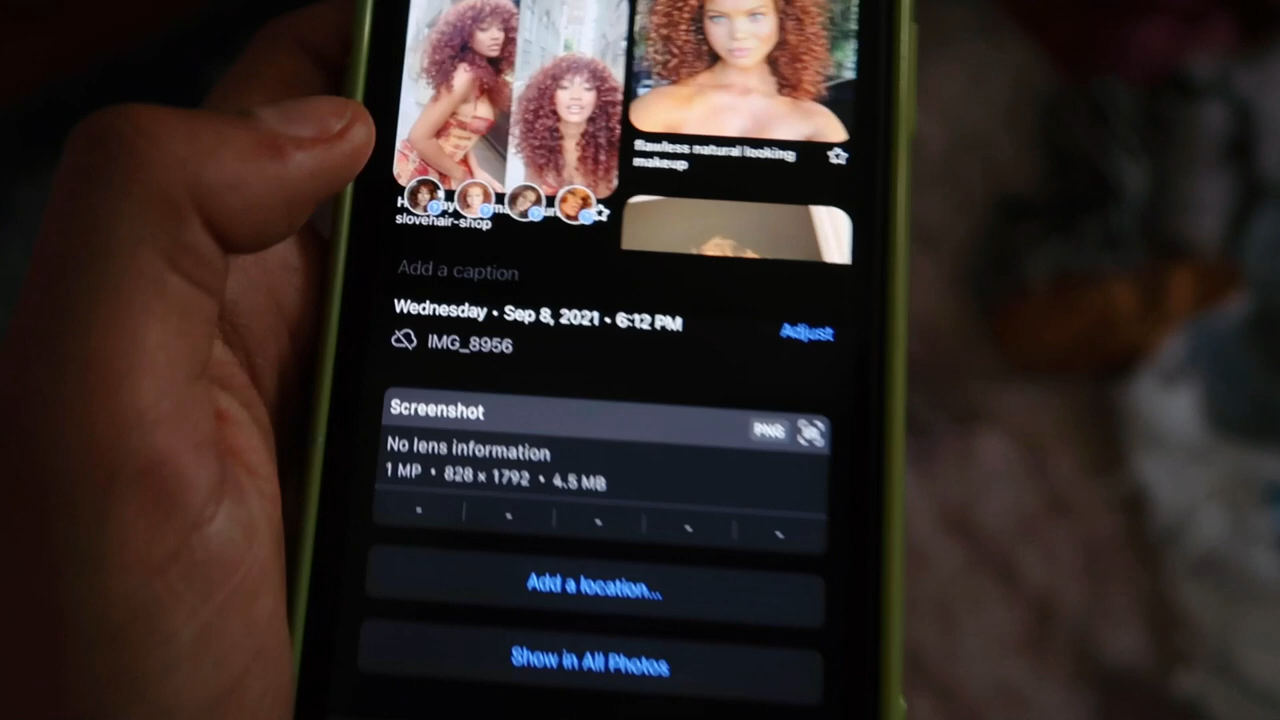 flawless natural looking
makeup
slovehair-shop
Add a caption
Wednesday • Sep 8, 2021 • 6:12 PM
Adjust
IMG_8956
Screenshot
PNG
No lens information
1 MP • 828 × 1792 • 4.5 MB
Add a location...
Show in All Photos